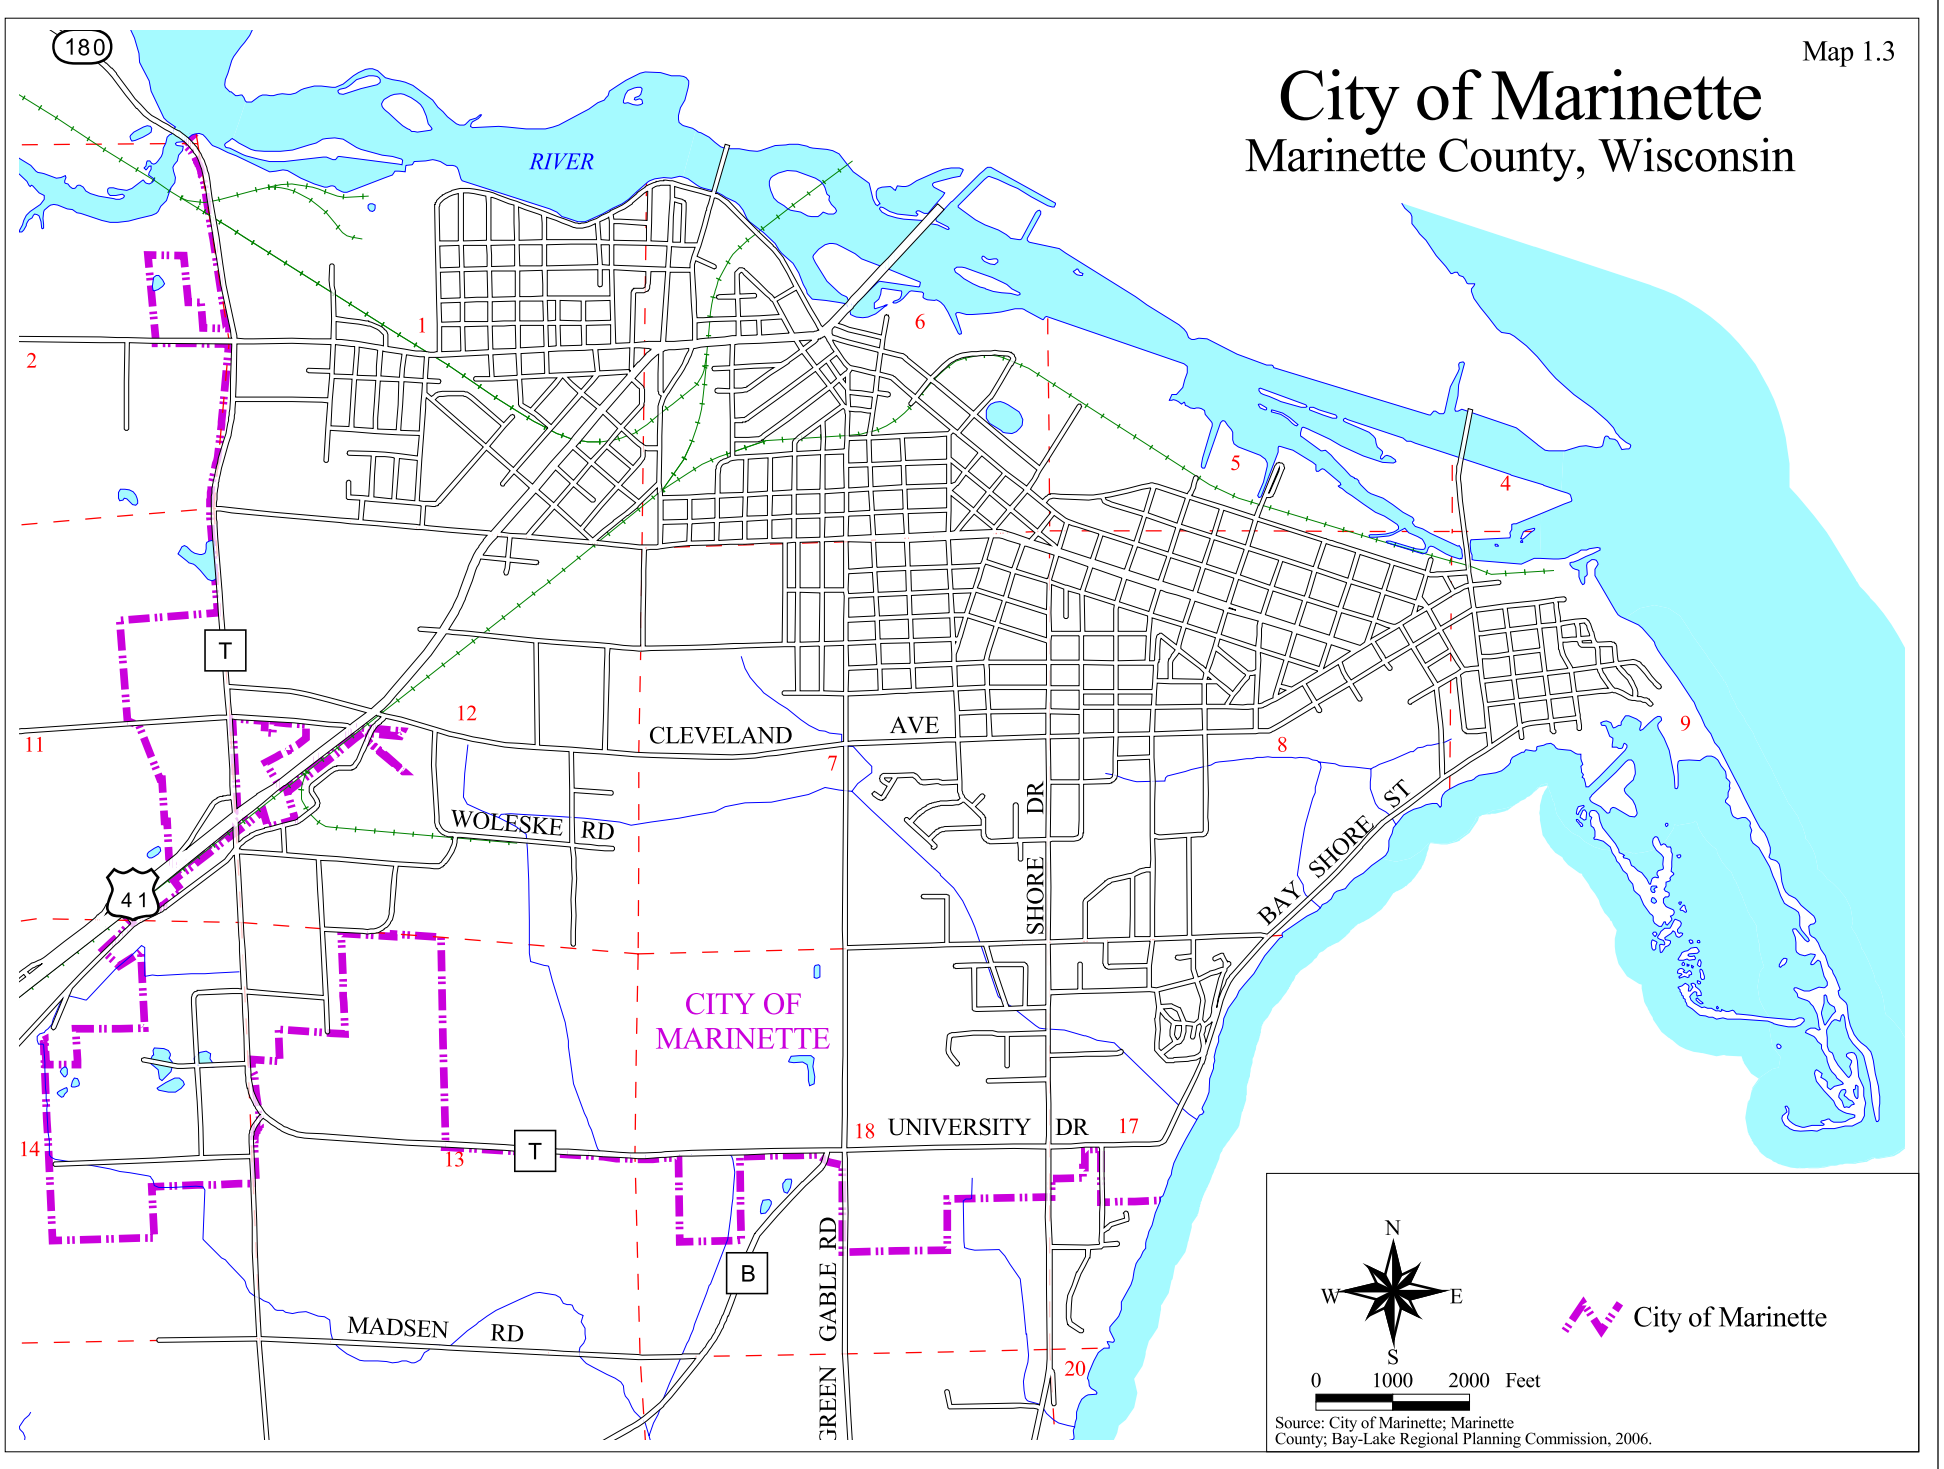 Map 1.3
City of Marinette
Marinette County, Wisconsin
180
RIVER
1
6
2
5
4
T
12
11
CLEVELAND AVE
7
8
9
WOLESKE RD
SHORE DR
BAY SHORE ST
41
CITY OF
MARINETTE
14
13
T
18
UNIVERSITY DR
17
B
GREEN GABLE RD
MADSEN RD
20
N
W E
S
City of Marinette
0 1000 2000 Feet
Source: City of Marinette; Marinette
County; Bay-Lake Regional Planning Commission, 2006.